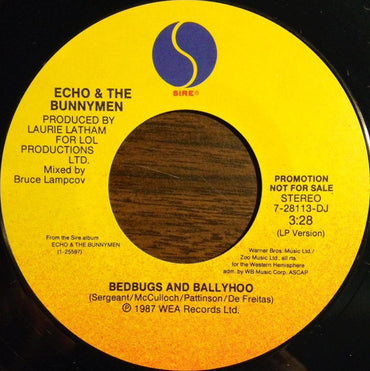 SIRE®
ECHO & THE
BUNNYMEN
PRODUCED BY
LAURIE LATHAM
FOR LOL
PRODUCTIONS
LTD.
Mixed by
Bruce Lampcov
PROMOTION
NOT FOR SALE
STEREO
7-28113-DJ
3:28
(LP Version)
From the Sire album
ECHO & THE BUNNYMEN
(1-25597)
Warner Bros. Music Ltd./
Zoo Music Ltd., all rts.
for the Western Hemisphere
adm. by WB Music Corp. ASCAP
BEDBUGS AND BALLYHOO
(Sergeant/McCulloch/Pattinson/De Freitas)
Ⓟ 1987 WEA Records Ltd.